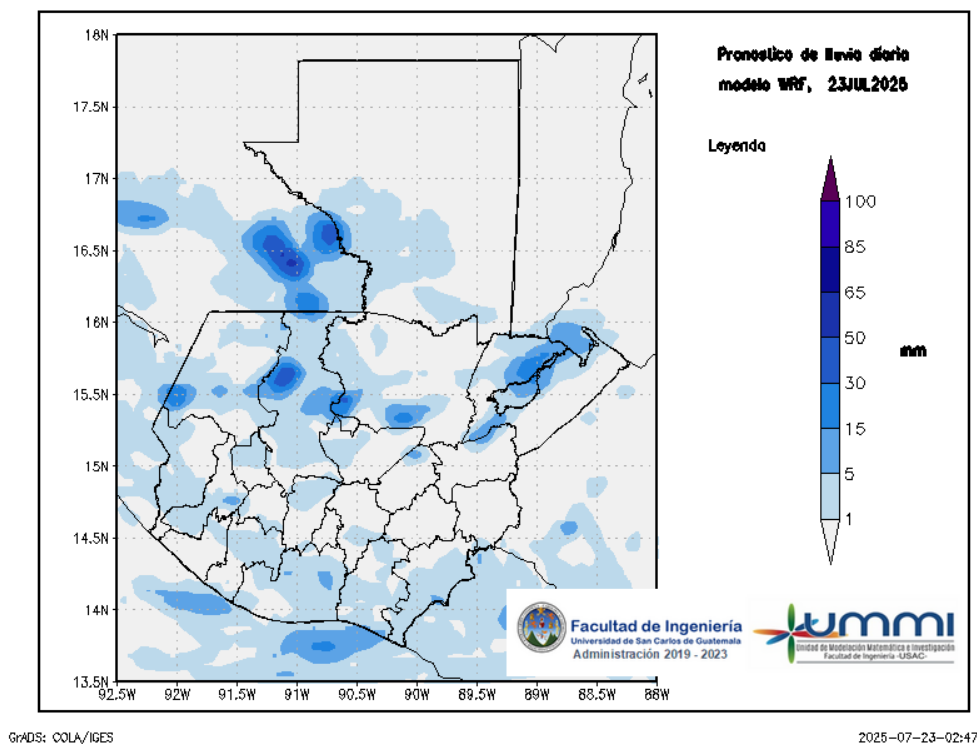 Pronostico de lluvia diaria
modelo WRF, 23JUL2025
Leyenda
100
85
65
50
30
15
5
1
mm
18N
17.5N
17N
16.5N
16N
15.5N
15N
14.5N
14N
13.5N
92.5W
92W
91.5W
91W
90.5W
90W
89.5W
89W
88.5W
88W
Facultad de Ingeniería
Universidad de San Carlos de Guatemala
Administración 2019 - 2023
UMMI
Unidad de Modelación Matemática e Investigación
Facultad de Ingeniería -USAC-
GrADS: COLA/IGES
2025-07-23-02:47